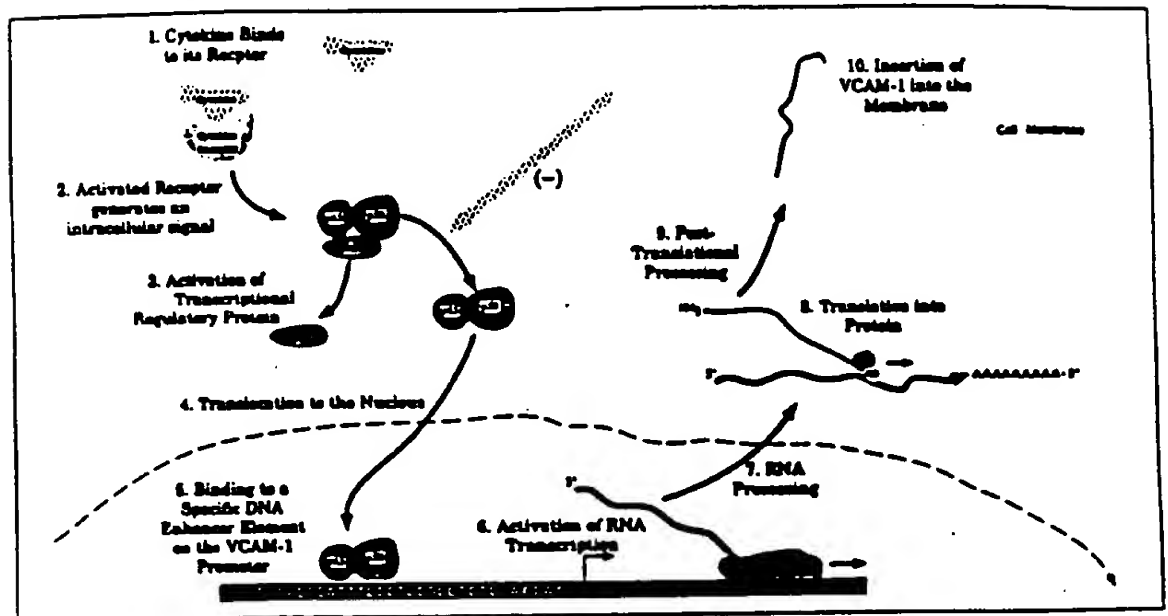 1. Cytokine Binds
to its Recptor
2. Activated Receptor
generates an
intracellular signal
3. Activation of
Transcriptional
Regulatory Protein
(-)
4. Translocation to the Nucleus
5. Binding to a
Specific DNA
Enhancer Element
on the VCAM-1
Promoter
6. Activation of RNA
Transcription
7. RNA
Processing
8. Translation into
Protein
9. Post-
Translational
Processing
10. Insertion of
VCAM-1 into the
Membrane
Cell Membrane